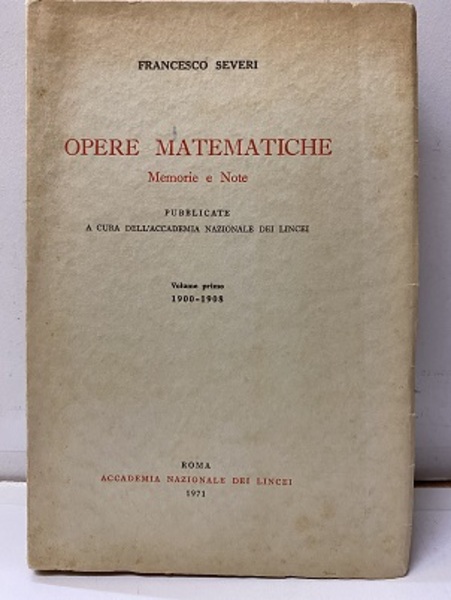 FRANCESCO SEVERI
OPERE MATEMATICHE
Memorie e Note
PUBBLICATE
A CURA DELL'ACCADEMIA NAZIONALE DEI LINCEI
Volume primo
1900-1908
ROMA
ACCADEMIA NAZIONALE DEI LINCEI
1971